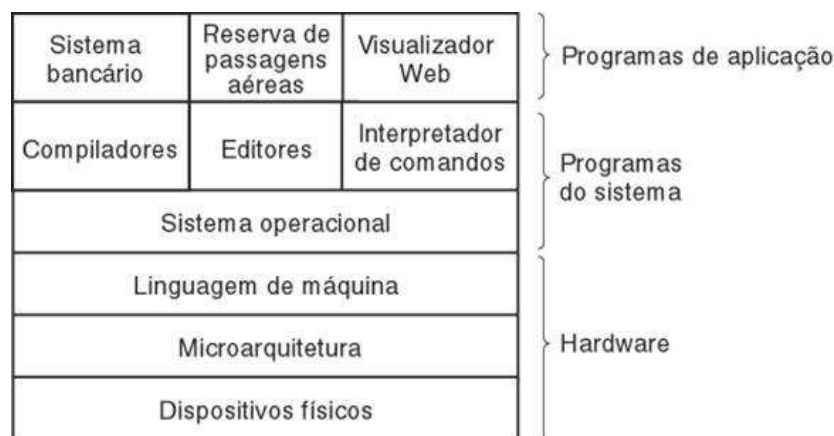 Sistema
bancário
Reserva de
passagens
aéreas
Visualizador
Web
Programas de aplicação
Compiladores
Editores
Interpretador
de comandos
Programas
do sistema
Sistema operacional
Linguagem de máquina
Microarquitetura
Hardware
Dispositivos físicos